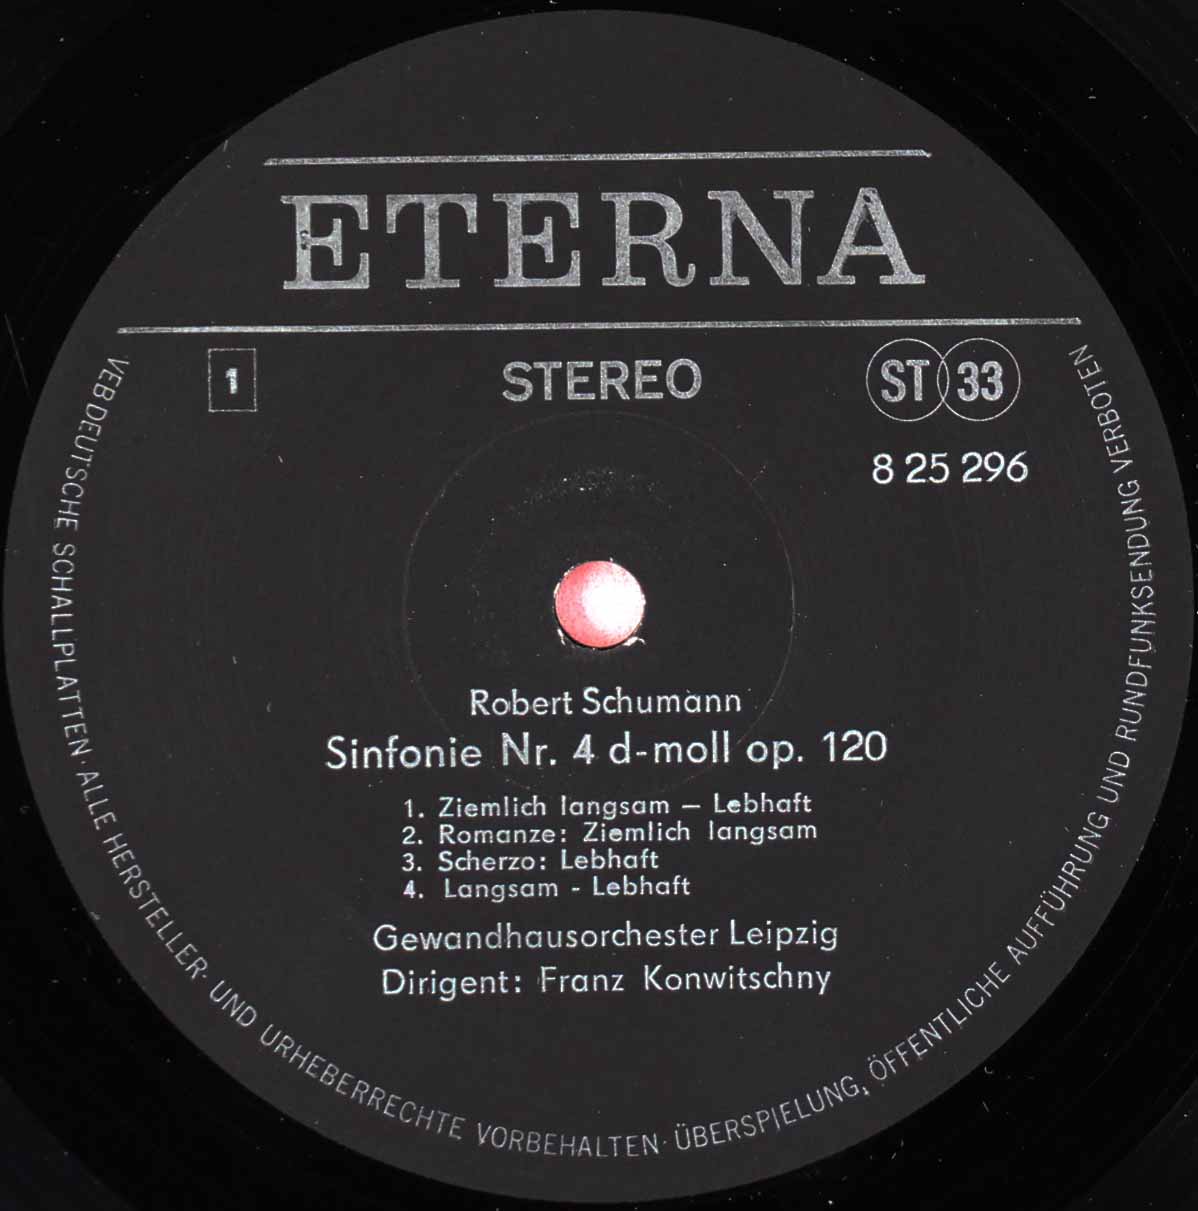 ETERNA
1
STEREO
ST 33
8 25 296
Robert Schumann
Sinfonie Nr. 4 d-moll op. 120
1. Ziemlich langsam – Lebhaft
2. Romanze: Ziemlich langsam
3. Scherzo: Lebhaft
4. Langsam - Lebhaft
Gewandhausorchester Leipzig
Dirigent: Franz Konwitschny
VEB DEUTSCHE SCHALLPLATTEN · ALLE HERSTELLER- UND URHEBERRECHTE VORBEHALTEN · ÜBERSPIELUNG, ÖFFENTLICHE AUFFÜHRUNG UND RUNDFUNKSENDUNG VERBOTEN